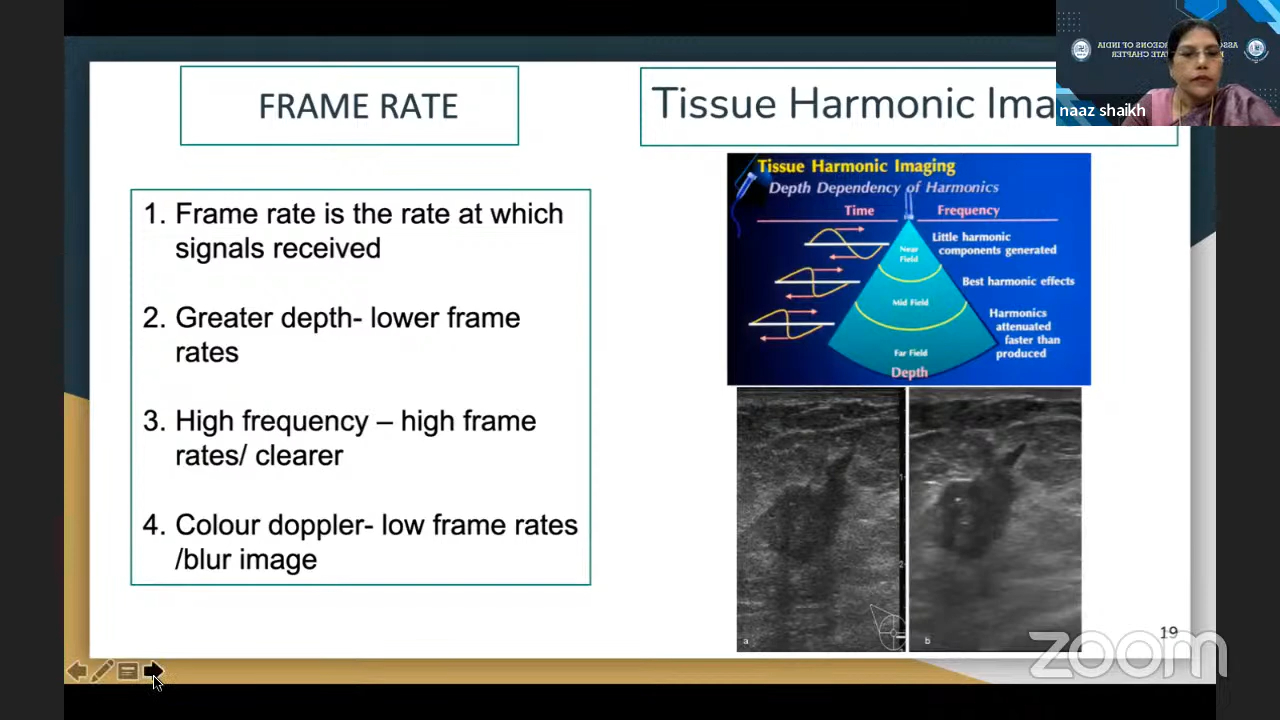 FRAME RATE
1. Frame rate is the rate at which
signals received
2. Greater depth- lower frame
rates
3. High frequency – high frame
rates/ clearer
4. Colour doppler- low frame rates
/blur image
Tissue Harmonic Ima
Tissue Harmonic Imaging
Depth Dependency of Harmonics
Time
Frequency
Near
Field
Little harmonic
components generated
Mid Field
Best harmonic effects
Harmonics
attenuated
faster than
produced
Far Field
Depth
1
2
a
b
19
zoom
naaz shaikh